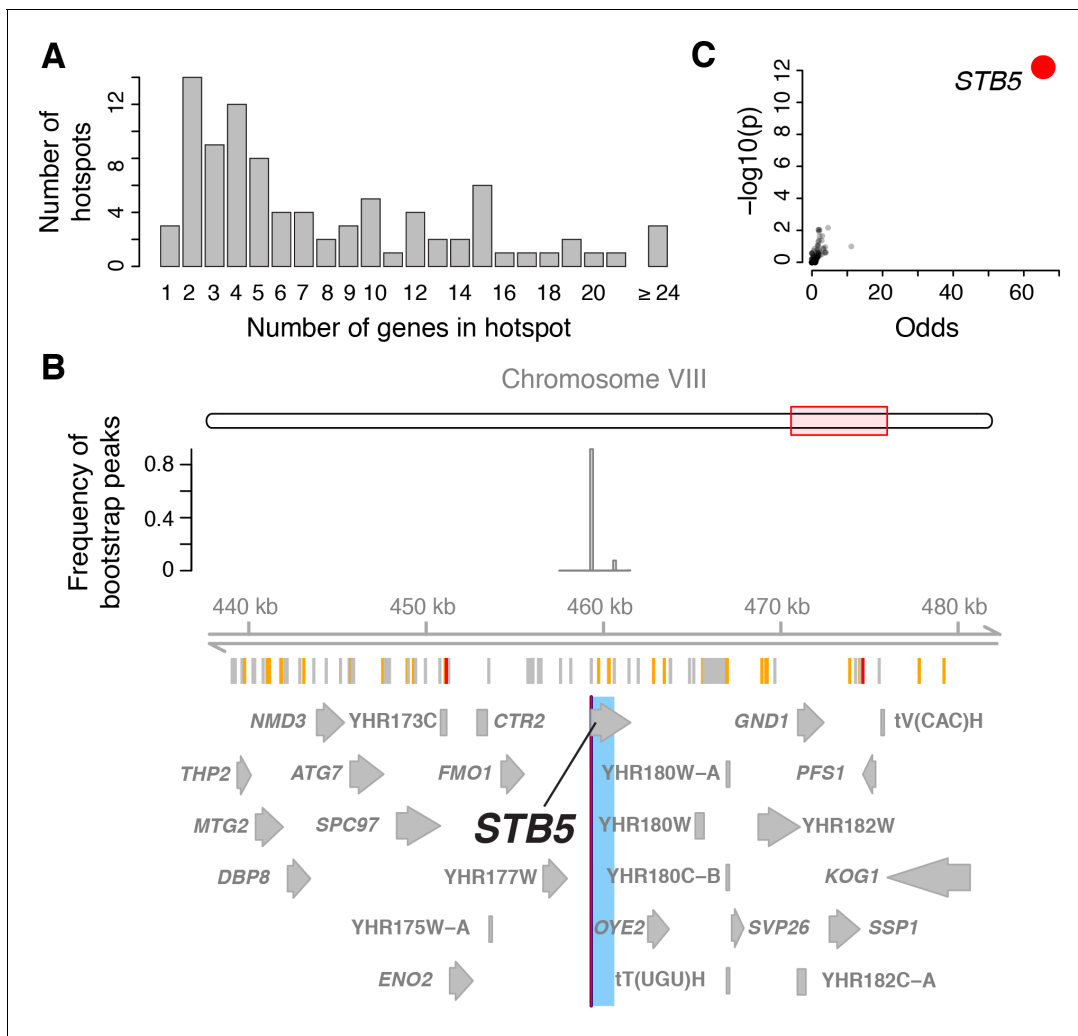 A
Number of
hotspots
0
4
8
12
1 2 3 4 5 6 7 8 9 10 12 14 16 18 20 ≥ 24
Number of genes in hotspot
C
−log10(p)
0
2
4
6
8
10
12
STB5
0 20 40 60
Odds
B
Chromosome VIII
Frequency of
bootstrap peaks
0.8
0.4
0
440 kb 450 kb 460 kb 470 kb 480 kb
NMD3 YHR173C CTR2 GND1 tV(CAC)H
THP2 ATG7 FMO1 YHR180W−A PFS1
MTG2 SPC97 STB5 YHR180W YHR182W
DBP8 YHR177W YHR180C−B KOG1
YHR175W−A OYE2 SVP26 SSP1
ENO2 tT(UGU)H YHR182C−A